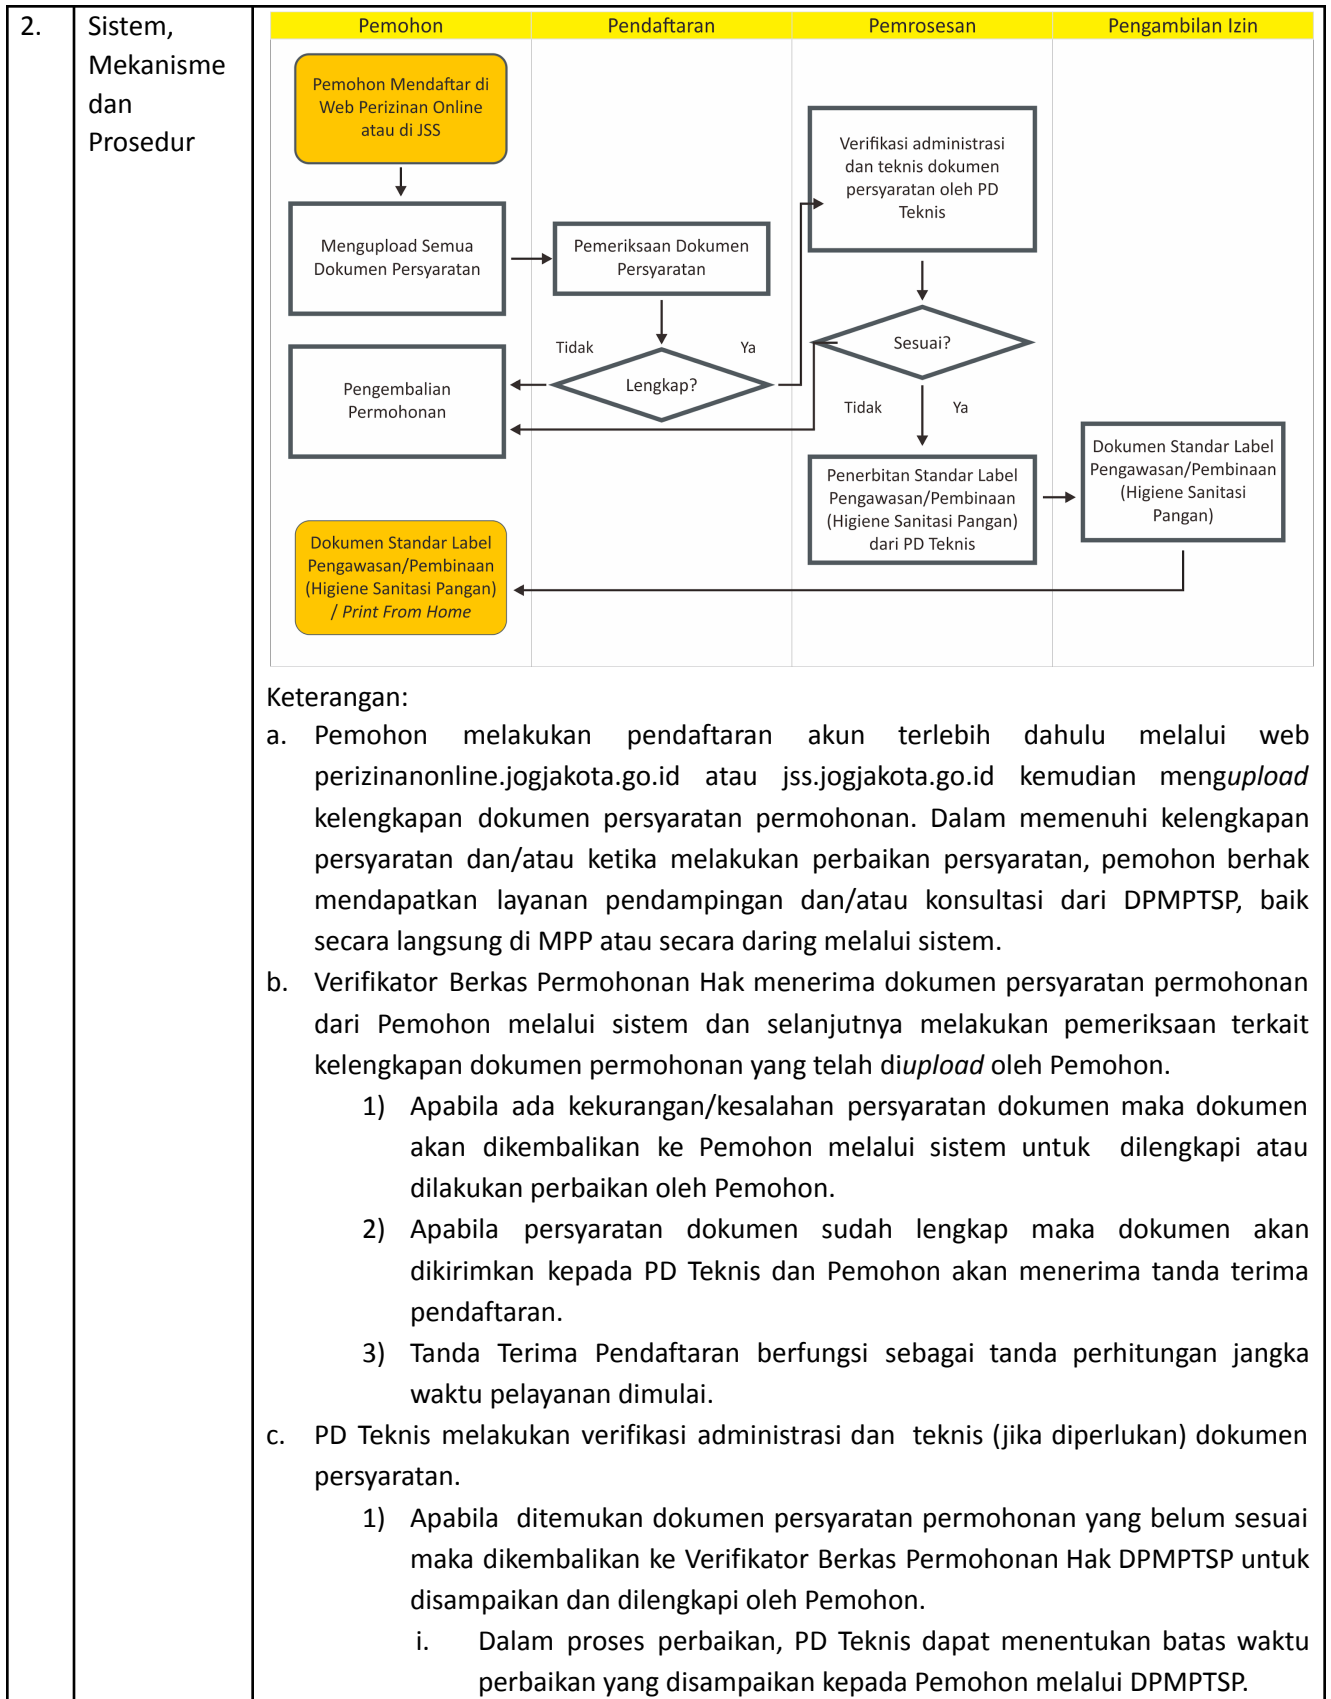 2.
Sistem,
Mekanisme
dan
Prosedur
Pemohon
Pendaftaran
Pemrosesan
Pengambilan Izin
Pemohon Mendaftar di
Web Perizinan Online
atau di JSS
Mengupload Semua
Dokumen Persyaratan
Pemeriksaan Dokumen
Persyaratan
Verifikasi administrasi
dan teknis dokumen
persyaratan oleh PD
Teknis
Tidak
Ya
Lengkap?
Sesuai?
Pengembalian
Permohonan
Tidak
Ya
Penerbitan Standar Label
Pengawasan/Pembinaan
(Higiene Sanitasi Pangan)
dari PD Teknis
Dokumen Standar Label
Pengawasan/Pembinaan
(Higiene Sanitasi
Pangan)
Dokumen Standar Label
Pengawasan/Pembinaan
(Higiene Sanitasi Pangan)
/ Print From Home
Keterangan:
a. Pemohon melakukan pendaftaran akun terlebih dahulu melalui web
perizinanonline.jogjakota.go.id atau jss.jogjakota.go.id kemudian mengupload
kelengkapan dokumen persyaratan permohonan. Dalam memenuhi kelengkapan
persyaratan dan/atau ketika melakukan perbaikan persyaratan, pemohon berhak
mendapatkan layanan pendampingan dan/atau konsultasi dari DPMPTSP, baik
secara langsung di MPP atau secara daring melalui sistem.
b. Verifikator Berkas Permohonan Hak menerima dokumen persyaratan permohonan
dari Pemohon melalui sistem dan selanjutnya melakukan pemeriksaan terkait
kelengkapan dokumen permohonan yang telah diupload oleh Pemohon.
1) Apabila ada kekurangan/kesalahan persyaratan dokumen maka dokumen
akan dikembalikan ke Pemohon melalui sistem untuk dilengkapi atau
dilakukan perbaikan oleh Pemohon.
2) Apabila persyaratan dokumen sudah lengkap maka dokumen akan
dikirimkan kepada PD Teknis dan Pemohon akan menerima tanda terima
pendaftaran.
3) Tanda Terima Pendaftaran berfungsi sebagai tanda perhitungan jangka
waktu pelayanan dimulai.
c. PD Teknis melakukan verifikasi administrasi dan teknis (jika diperlukan) dokumen
persyaratan.
1) Apabila ditemukan dokumen persyaratan permohonan yang belum sesuai
maka dikembalikan ke Verifikator Berkas Permohonan Hak DPMPTSP untuk
disampaikan dan dilengkapi oleh Pemohon.
i. Dalam proses perbaikan, PD Teknis dapat menentukan batas waktu
perbaikan yang disampaikan kepada Pemohon melalui DPMPTSP.